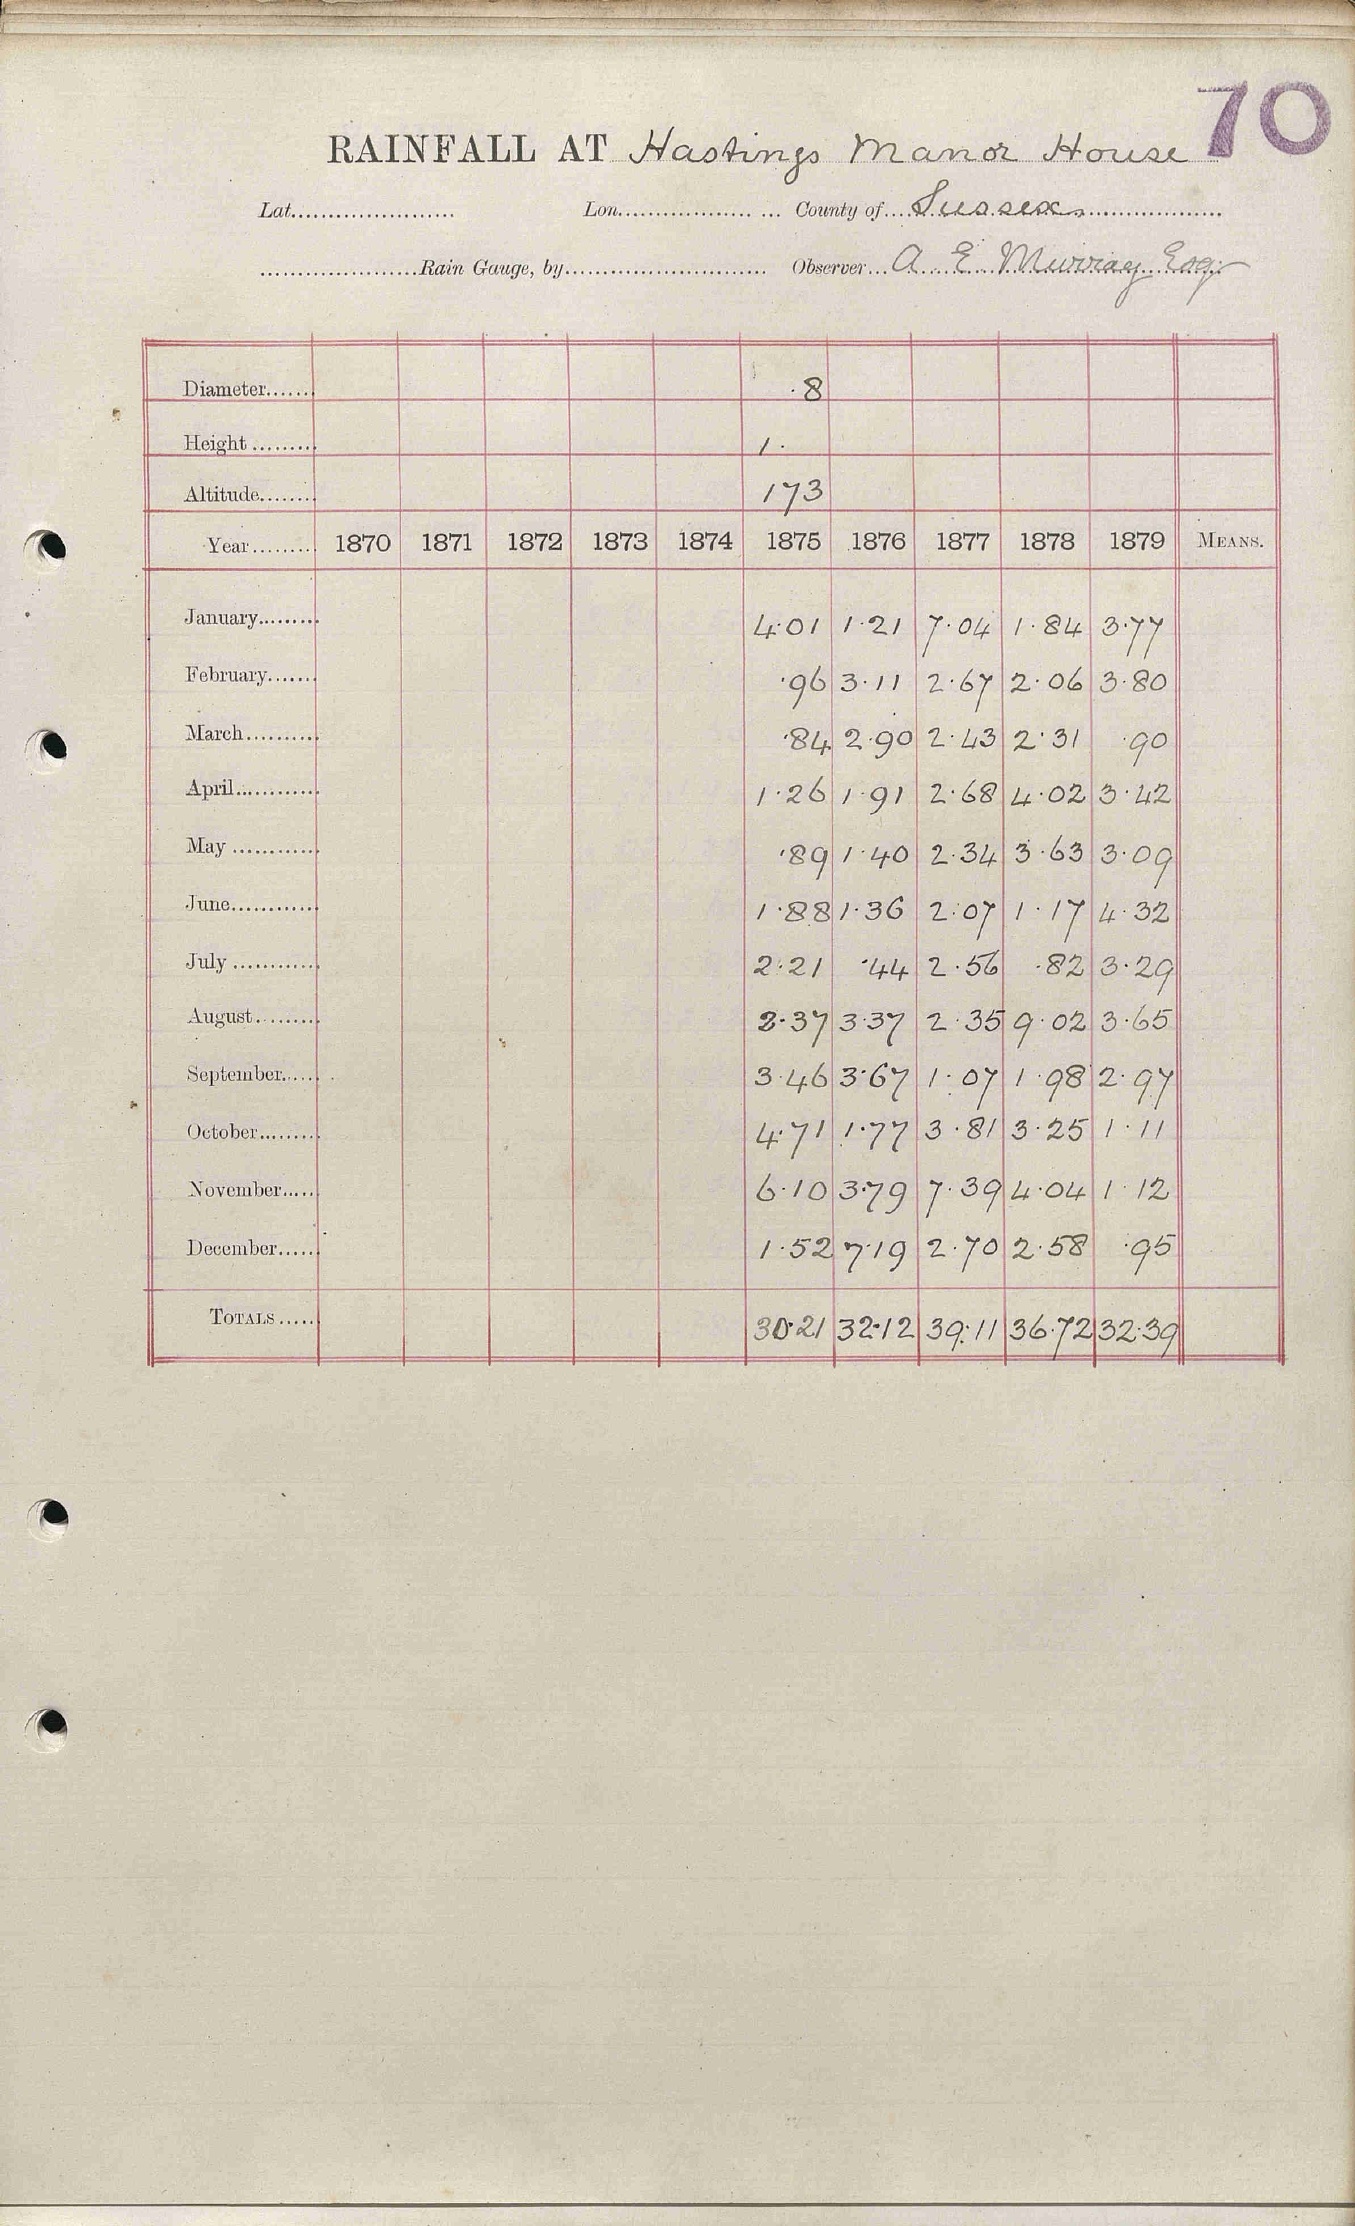 70
RAINFALL AT Hastings Manor House
Lat. Lon. County of Sussex.
Rain Gauge, by Observer A E Murray Esq
Diameter ·8
Height 1·
Altitude 173
Year 1870 1871 1872 1873 1874 1875 1876 1877 1878 1879 MEANS.
January 4·01 1·21 7·04 1·84 3·77
February ·96 3·11 2·67 2·06 3·80
March ·84 2·90 2·43 2·31 ·90
April 1·26 1·91 2·68 4·02 3·42
May ·89 1·40 2·34 3·63 3·09
June 1·88 1·36 2·07 1·17 4·32
July 2·21 ·44 2·56 ·82 3·29
August 2·37 3·37 2·35 9·02 3·65
September 3·46 3·67 1·07 1·98 2·97
October 4·71 1·77 3·81 3·25 1·11
November 6·10 3·79 7·39 4·04 1·12
December 1·52 7·19 2·70 2·58 ·95
TOTALS 30·21 32·12 39·11 36·72 32·39